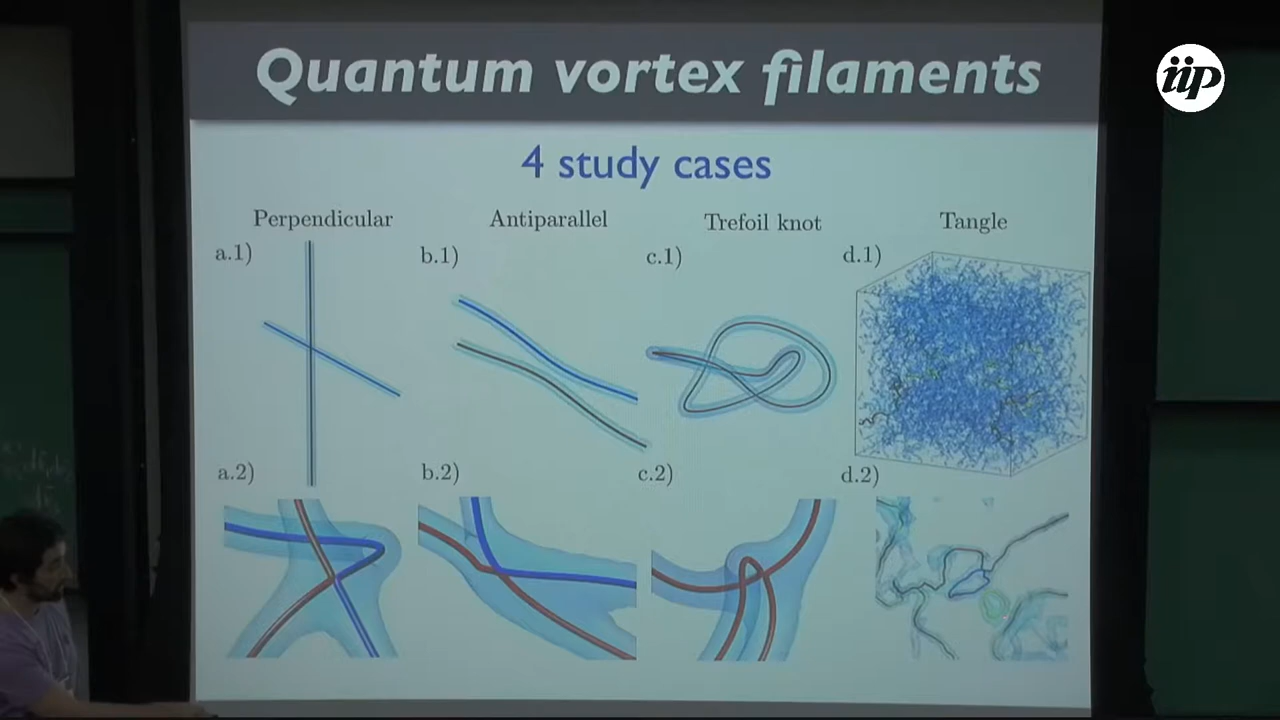 Quantum vortex filaments
iip
4 study cases
Perpendicular Antiparallel Trefoil knot Tangle
a.1) b.1) c.1) d.1)
a.2) b.2) c.2) d.2)